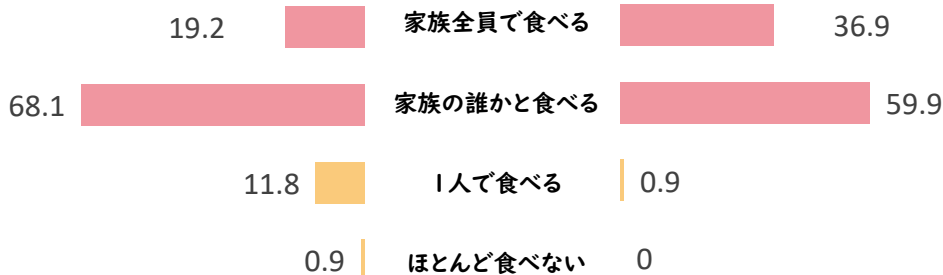 19.2 家族全員で食べる 36.9
68.1 家族の誰かと食べる 59.9
11.8 1人で食べる 0.9
0.9 ほとんど食べない 0